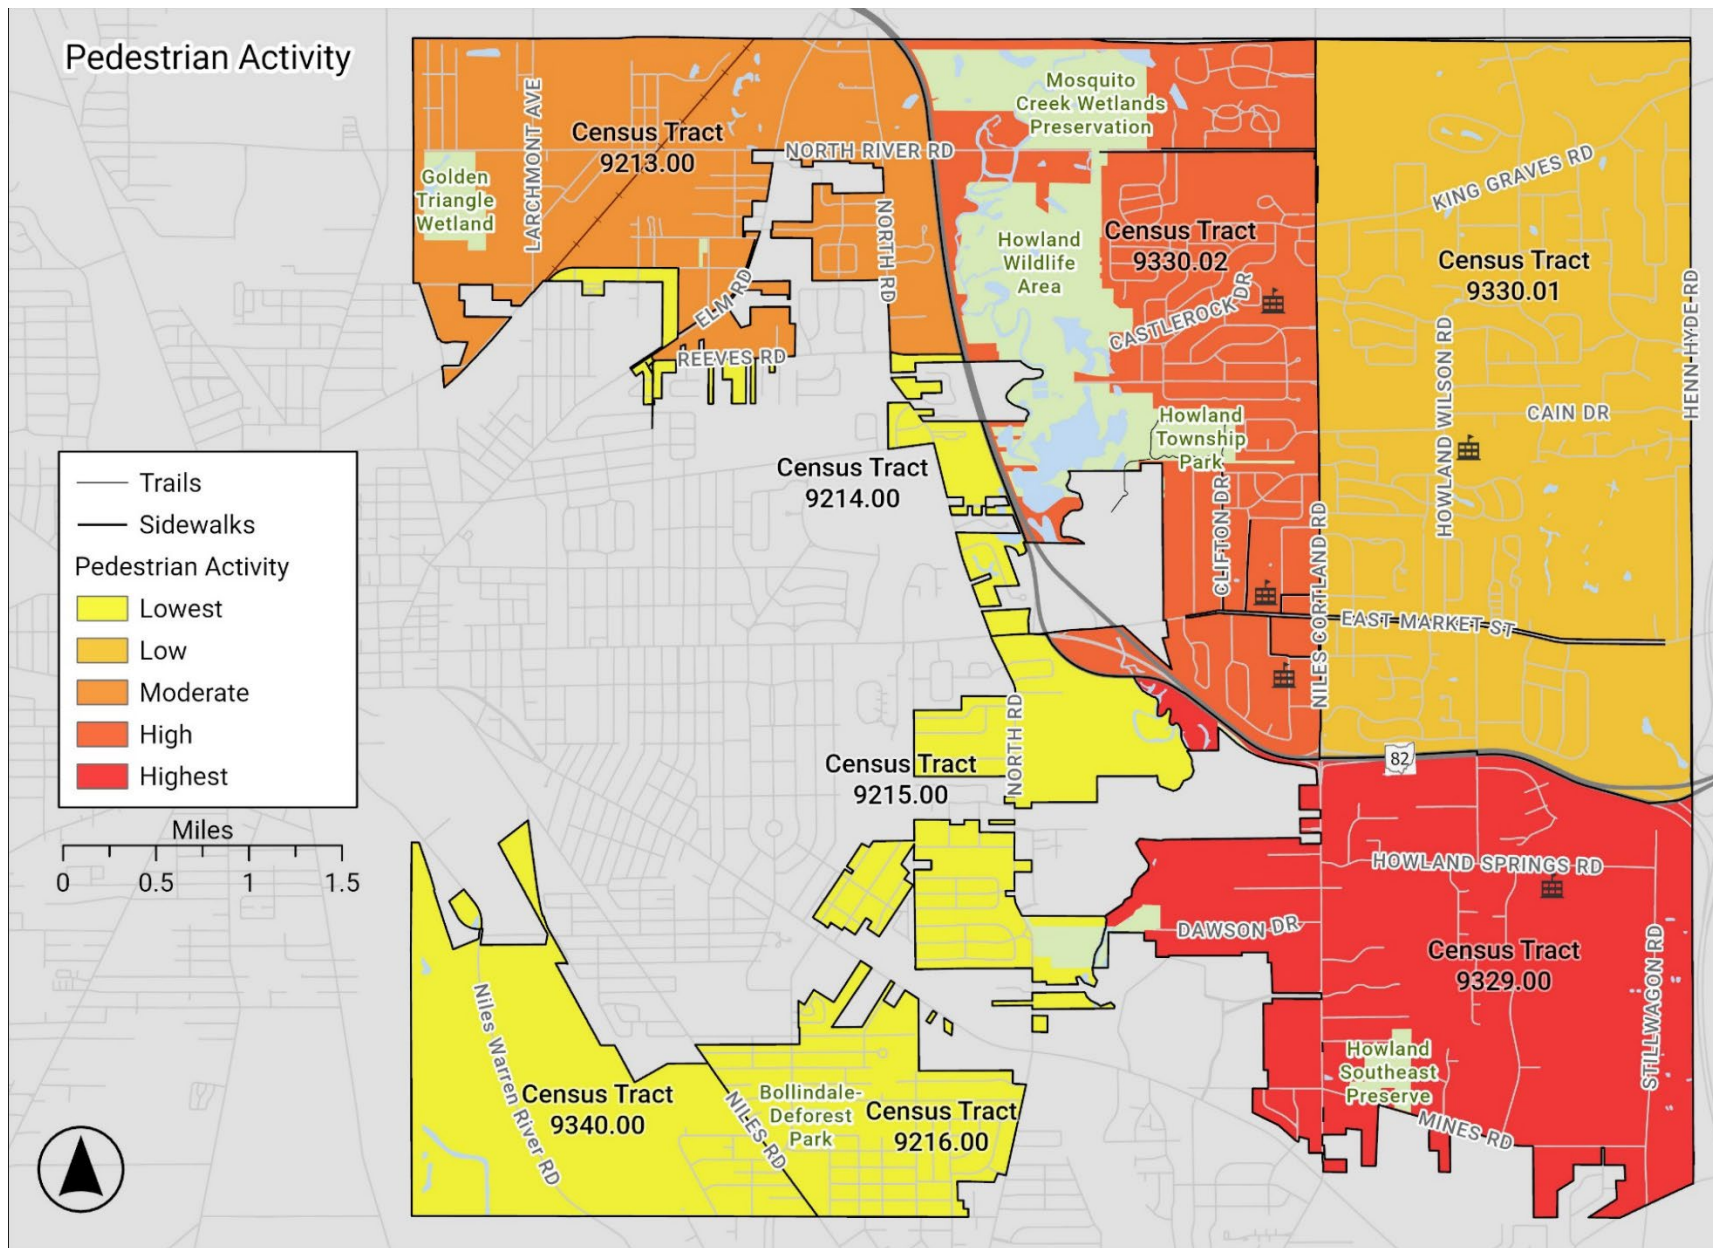 Pedestrian Activity
Mosquito
Creek Wetlands
Preservation
LARCHMONT AVE
Census Tract
9213.00
NORTH RIVER RD
KING GRAVES RD
Golden
Triangle
Wetland
NORTH RD
Howland
Wildlife
Area
Census Tract
9330.02
Census Tract
9330.01
ELM RD
CASTLEROCK DR
HENN HYDE RD
REEVES RD
HOWLAND WILSON RD
CAIN DR
Howland
Township
Park
Census Tract
9214.00
CLIFTON DR
NILES CORTLAND RD
EAST MARKET ST
Trails
Sidewalks
Pedestrian Activity
Lowest
Low
Moderate
High
Highest
Miles
0 0.5 1 1.5
NORTH RD
Census Tract
9215.00
82
HOWLAND SPRINGS RD
DAWSON DR
Census Tract
9329.00
STILLWAGON RD
Niles Warren River RD
Howland
Southeast
Preserve
MINES RD
Census Tract
9340.00
NILES RD
Bollindale-
Deforest
Park
Census Tract
9216.00